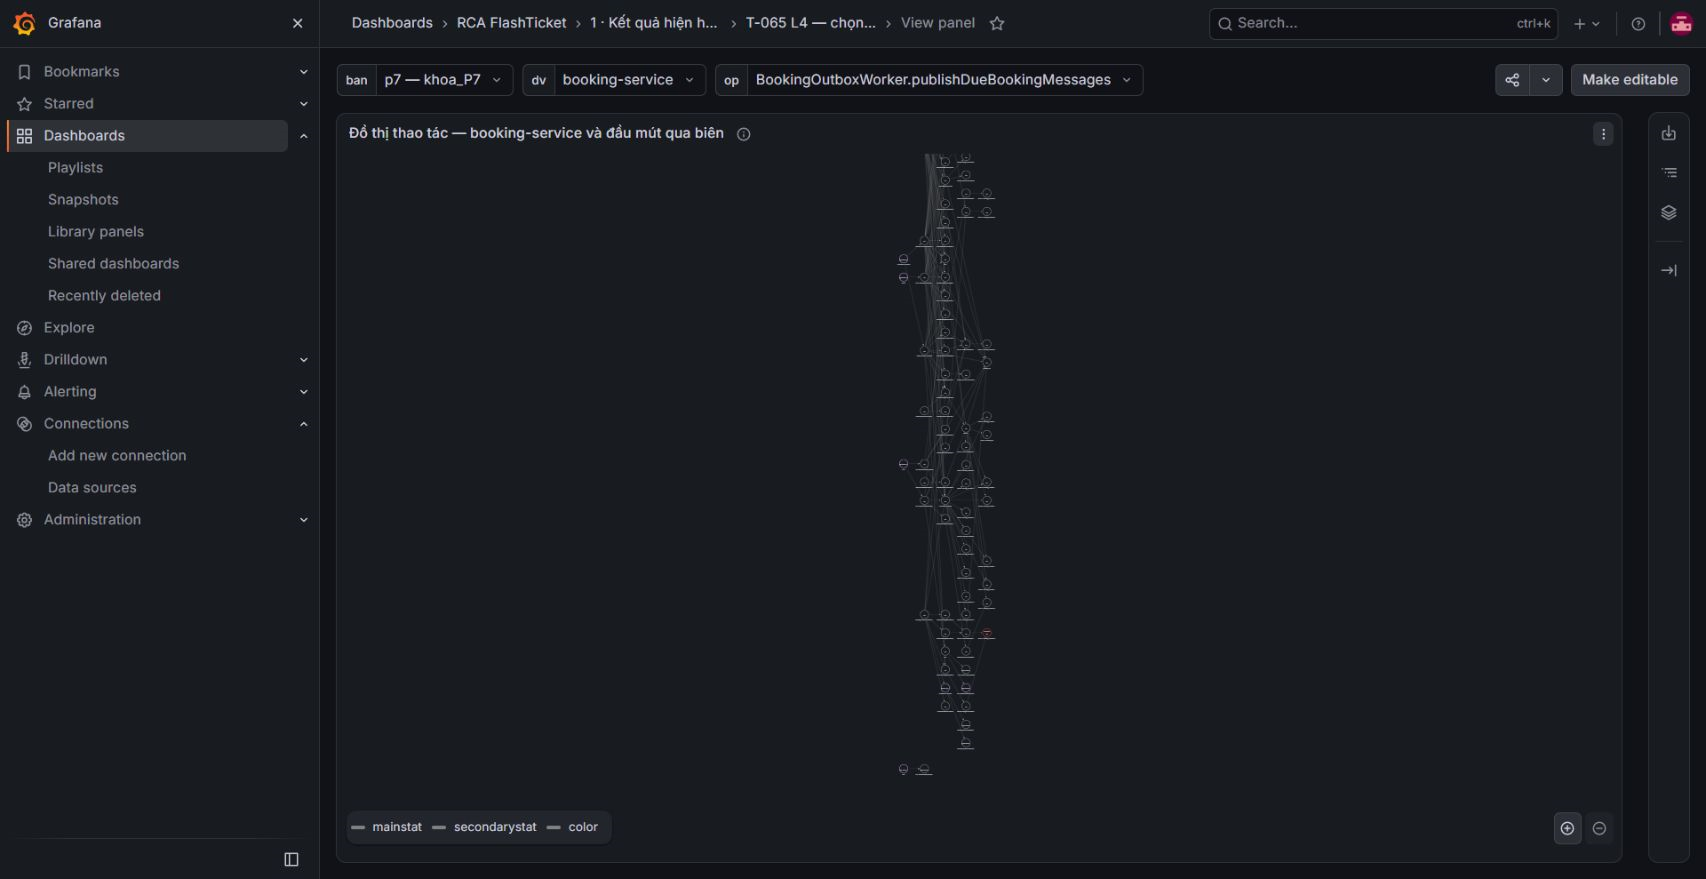 Grafana
Dashboards › RCA FlashTicket › 1 · Kết quả hiện h... › T-065 L4 — chọn... › View panel
Search...
ctrl+k
Bookmarks
Starred
Dashboards
Playlists
Snapshots
Library panels
Shared dashboards
Recently deleted
Explore
Drilldown
Alerting
Connections
Add new connection
Data sources
Administration
ban p7 — khoa_P7
dv booking-service
op BookingOutboxWorker.publishDueBookingMessages
Make editable
Đồ thị thao tác — booking-service và đầu mút qua biên
mainstat secondarystat color